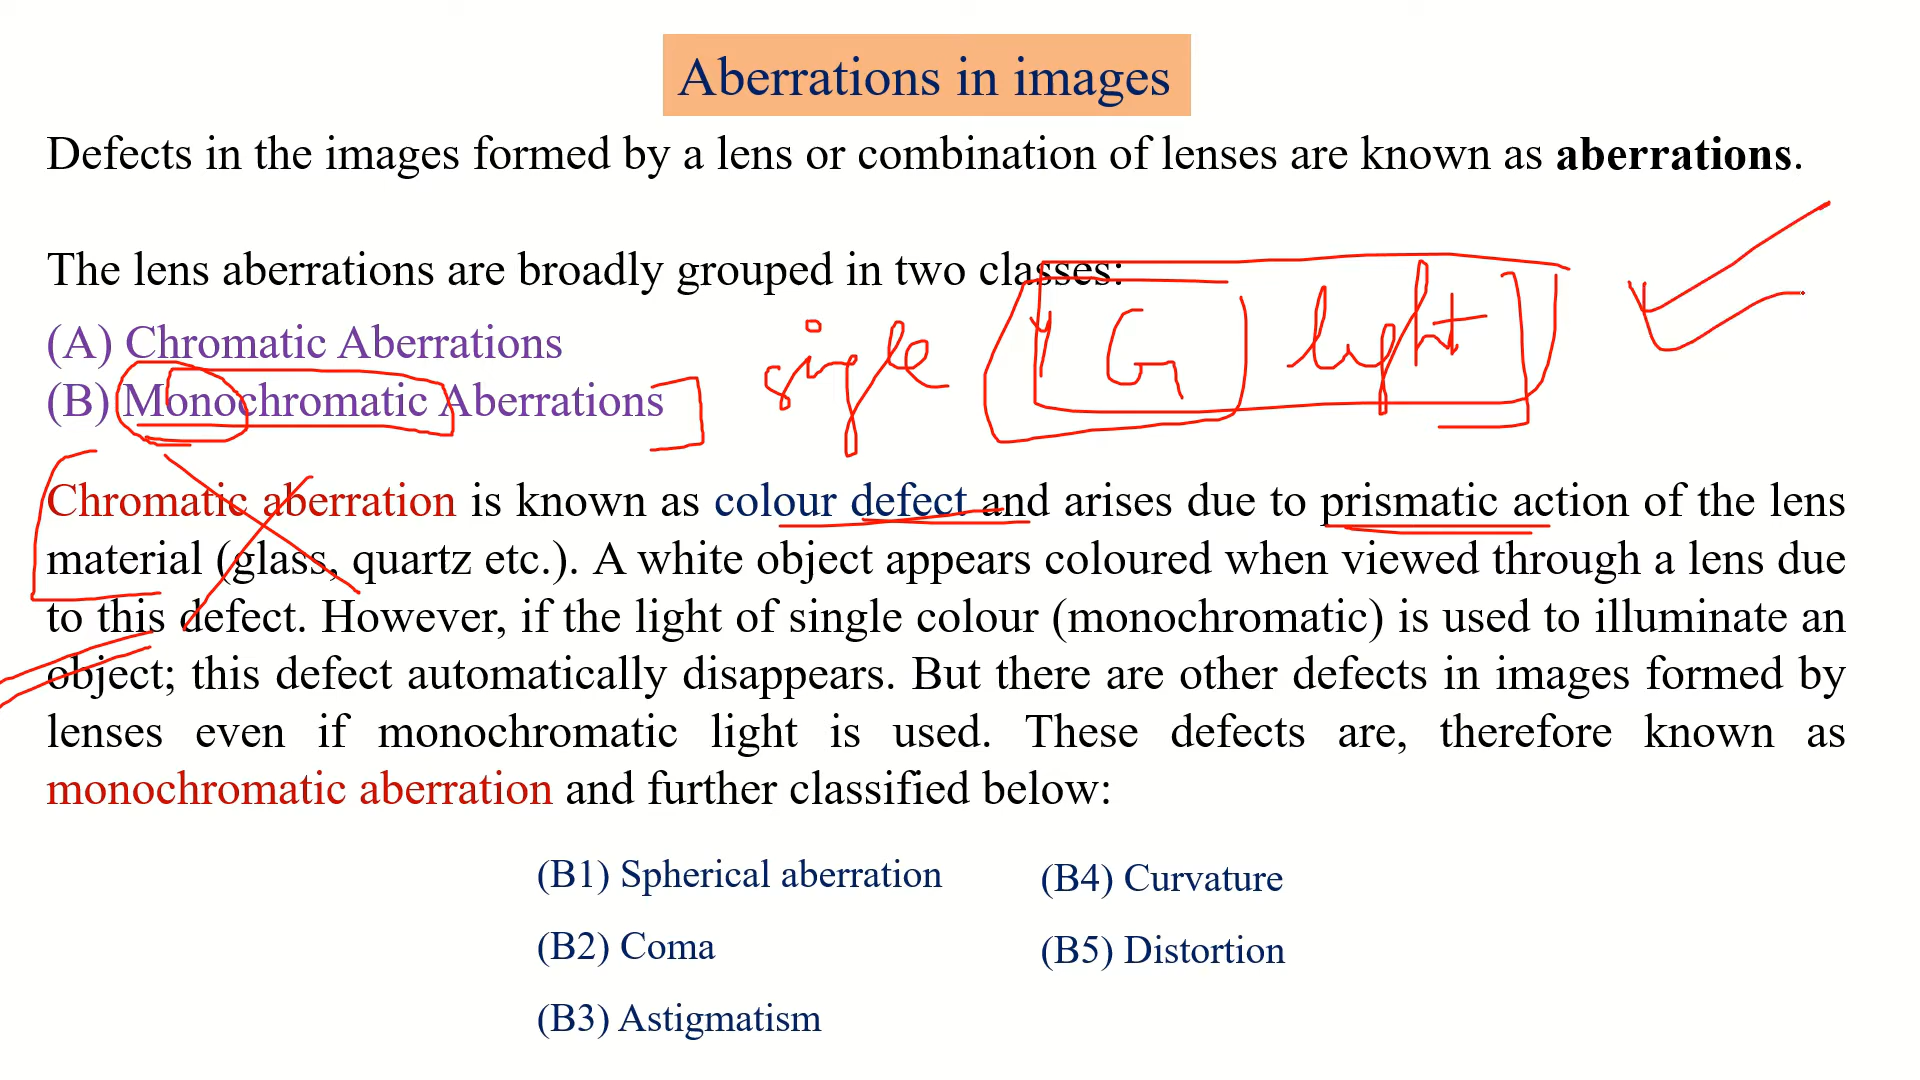 Aberrations in images
Defects in the images formed by a lens or combination of lenses are known as aberrations.
The lens aberrations are broadly grouped in two classes:
(A) Chromatic Aberrations
(B) Monochromatic Aberrations
single G light
Chromatic aberration is known as colour defect and arises due to prismatic action of the lens
material (glass, quartz etc.). A white object appears coloured when viewed through a lens due
to this defect. However, if the light of single colour (monochromatic) is used to illuminate an
object; this defect automatically disappears. But there are other defects in images formed by
lenses even if monochromatic light is used. These defects are, therefore known as
monochromatic aberration and further classified below:
(B1) Spherical aberration
(B2) Coma
(B3) Astigmatism
(B4) Curvature
(B5) Distortion